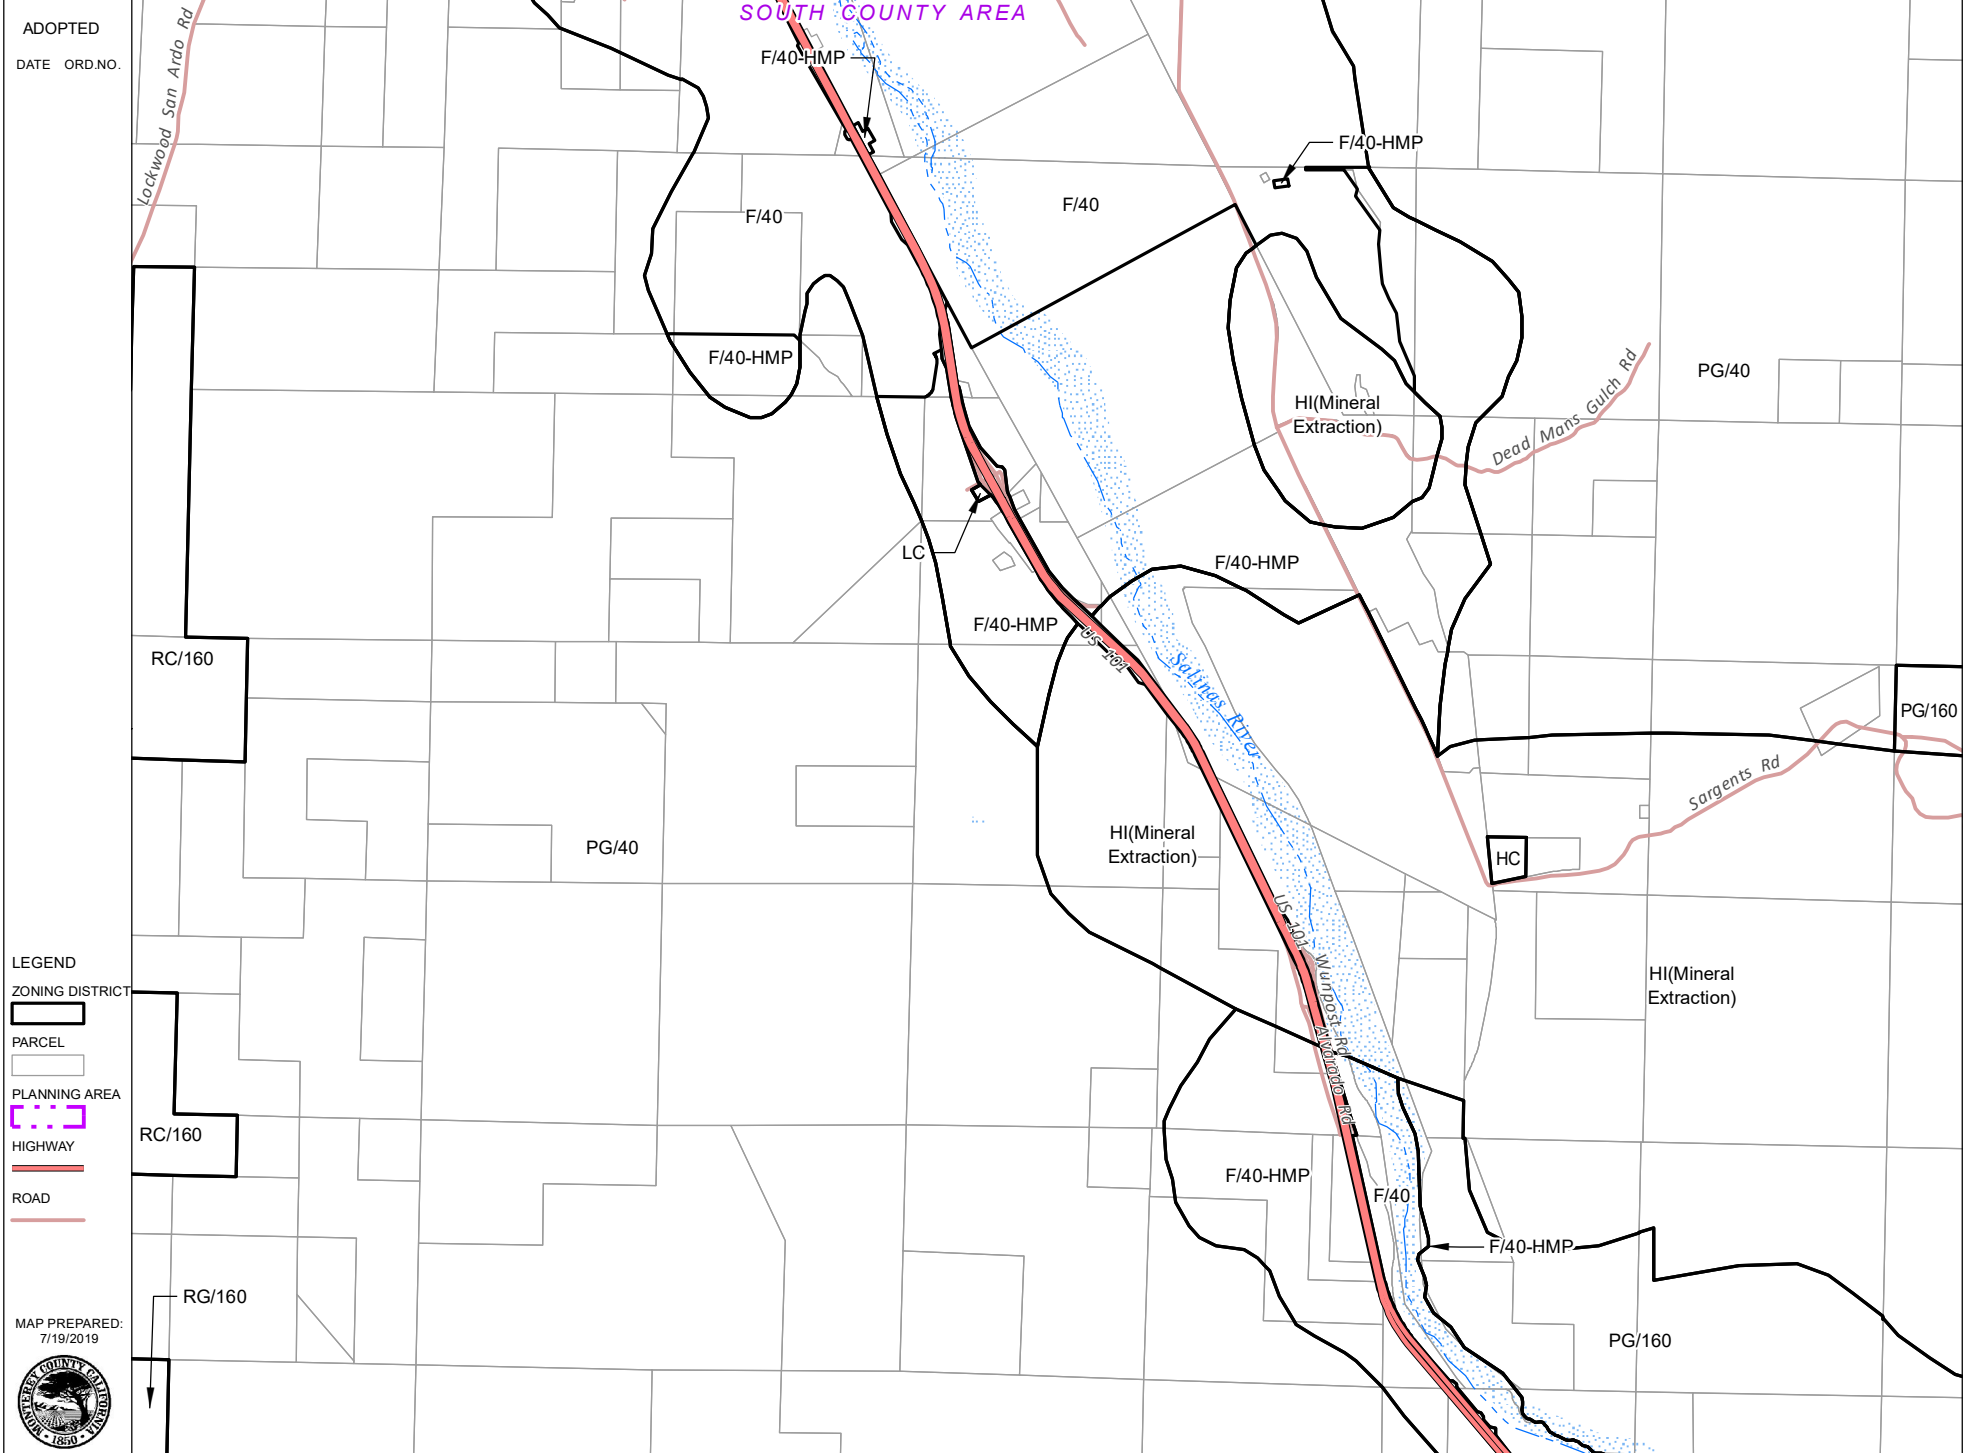 ADOPTED
DATE ORD.NO.
SOUTH COUNTY AREA
Lockwood San Ardo Rd
F/40-HMP
F/40-HMP
F/40
F/40
F/40-HMP
PG/40
HI(Mineral
Extraction)
Dead Mans Gulch Rd
LC
F/40-HMP
F/40-HMP
US 101
Salinas River
RC/160
PG/160
Sargents Rd
HI(Mineral
Extraction)
PG/40
HC
US 101
Wunpost Rd
Alvarado Rd
HI(Mineral
Extraction)
LEGEND
ZONING DISTRICT
PARCEL
PLANNING AREA
HIGHWAY
ROAD
RC/160
F/40-HMP
F/40
F/40-HMP
RG/160
PG/160
MAP PREPARED:
7/19/2019
MONTEREY COUNTY CALIFORNIA
1850